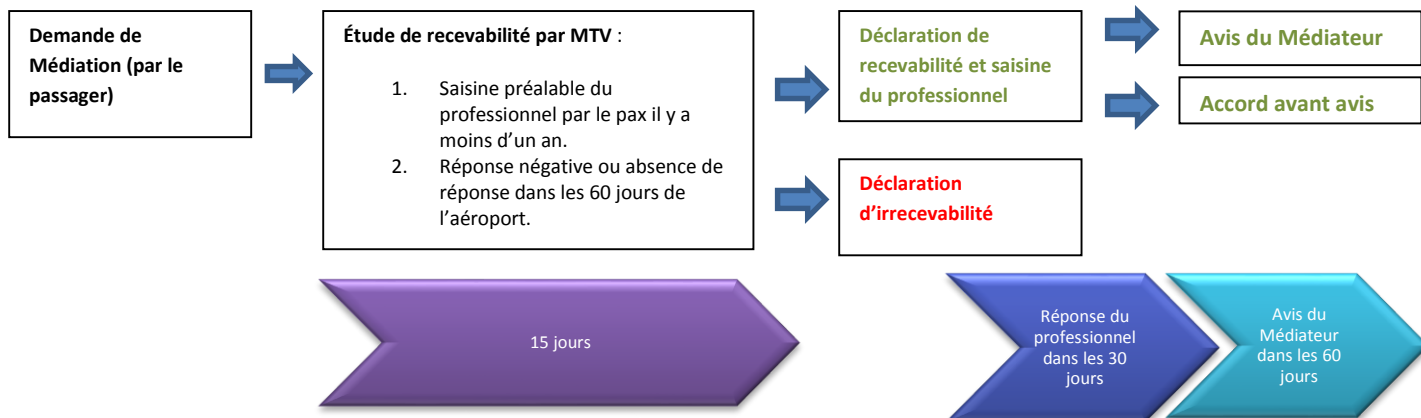 Demande de
Médiation (par le
passager)
Étude de recevabilité par MTV :
1. Saisine préalable du
professionnel par le pax il y a
moins d’un an.
2. Réponse négative ou absence de
réponse dans les 60 jours de
l’aéroport.
Déclaration de
recevabilité et saisine
du professionnel
Avis du Médiateur
Accord avant avis
Déclaration
d’irrecevabilité
15 jours
Réponse du
professionnel
dans les 30
jours
Avis du
Médiateur
dans les 60
jours